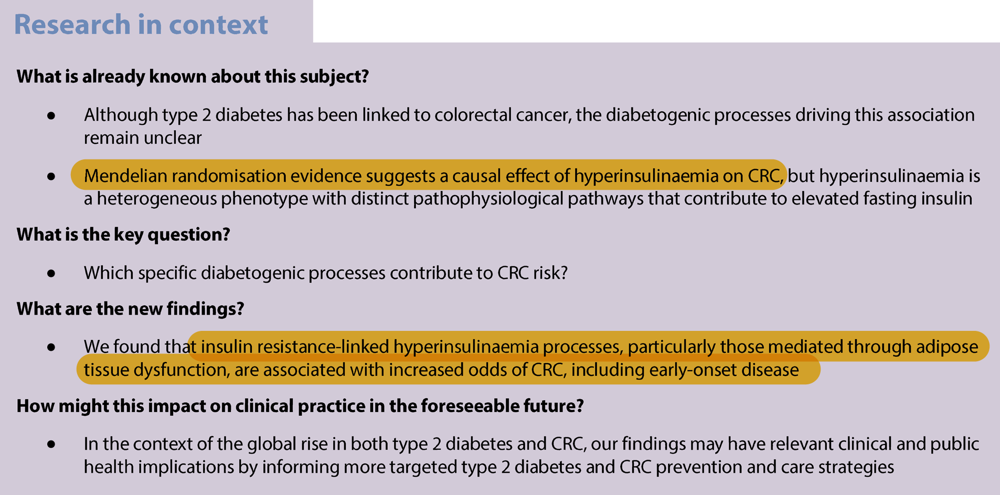 Research in context
What is already known about this subject?
● Although type 2 diabetes has been linked to colorectal cancer, the diabetogenic processes driving this association
remain unclear
● Mendelian randomisation evidence suggests a causal effect of hyperinsulinaemia on CRC, but hyperinsulinaemia is
a heterogeneous phenotype with distinct pathophysiological pathways that contribute to elevated fasting insulin
What is the key question?
● Which specific diabetogenic processes contribute to CRC risk?
What are the new findings?
● We found that insulin resistance-linked hyperinsulinaemia processes, particularly those mediated through adipose
tissue dysfunction, are associated with increased odds of CRC, including early-onset disease
How might this impact on clinical practice in the foreseeable future?
● In the context of the global rise in both type 2 diabetes and CRC, our findings may have relevant clinical and public
health implications by informing more targeted type 2 diabetes and CRC prevention and care strategies